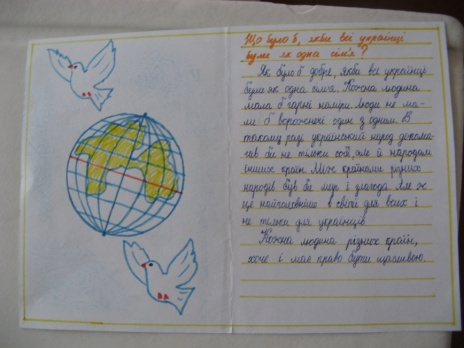 Що було б, якби всі українці
були як одна сім'я?
Як було б добре, якби всі українці
були як одна сім'я. Кожна людина
мала б гарні наміри. Люди не ма-
ли б ворожнечі один з одним. В
такому разі український народ допома-
гав би не тільки собі, але й народам
інших країн. Між країнами різних
народів був би мир і злагода. Але ж
це найголовніше в світі для всіх і
не тільки для українців.
Кожна людина різних країн,
хоче і має право бути щасливою.